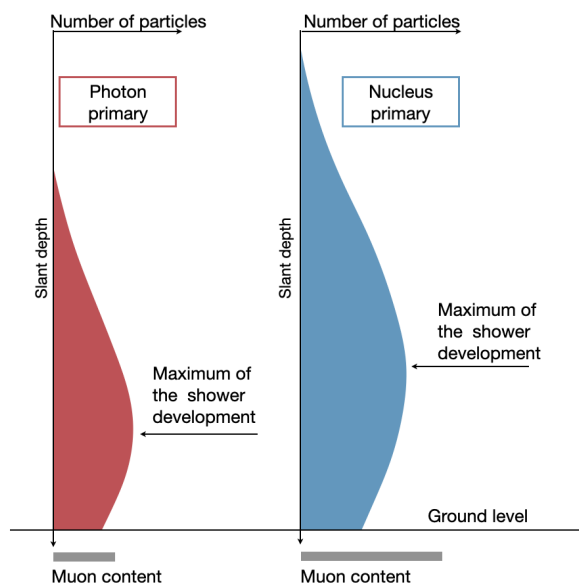 Number of particles
Photon
primary
Slant depth
Maximum of
the shower
development
Muon content
Number of particles
Nucleus
primary
Slant depth
Maximum of
the shower
development
Ground level
Muon content